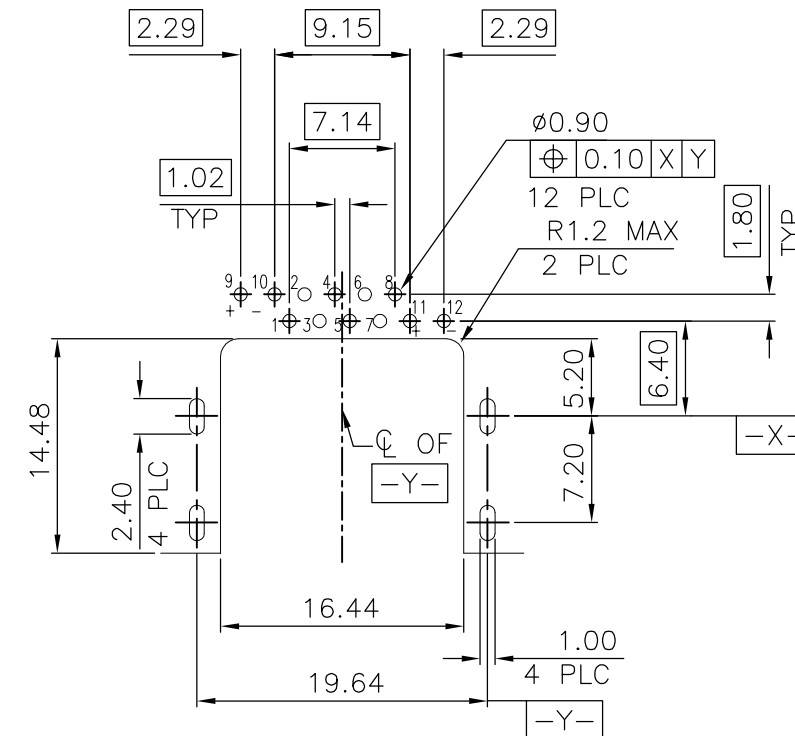 2.29 9.15 2.29
7.14
ø0.90
⌖ 0.10 X Y
12 PLC
1.02
TYP
R1.2 MAX
2 PLC
1.80
TYP
9 10 2 4 6 8
+ -
1 3 5 7 11 12
+ -
14.48
2.40
4 PLC
℄ OF
-Y-
5.20
6.40
7.20
-X-
16.44
1.00
4 PLC
19.64
-Y-